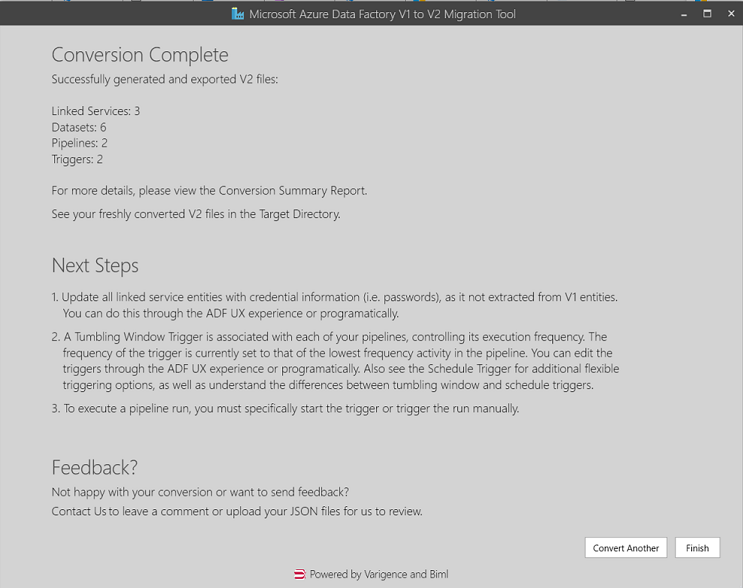 Microsoft Azure Data Factory V1 to V2 Migration Tool
Conversion Complete
Successfully generated and exported V2 files:
Linked Services: 3
Datasets: 6
Pipelines: 2
Triggers: 2
For more details, please view the Conversion Summary Report.
See your freshly converted V2 files in the Target Directory.
Next Steps
1. Update all linked service entities with credential information (i.e. passwords), as it not extracted from V1 entities.
You can do this through the ADF UX experience or programatically.
2. A Tumbling Window Trigger is associated with each of your pipelines, controlling its execution frequency. The
frequency of the trigger is currently set to that of the lowest frequency activity in the pipeline. You can edit the
triggers through the ADF UX experience or programatically. Also see the Schedule Trigger for additional flexible
triggering options, as well as understand the differences between tumbling window and schedule triggers.
3. To execute a pipeline run, you must specifically start the trigger or trigger the run manually.
Feedback?
Not happy with your conversion or want to send feedback?
Contact Us to leave a comment or upload your JSON files for us to review.
Convert Another
Finish
Powered by Varigence and Biml